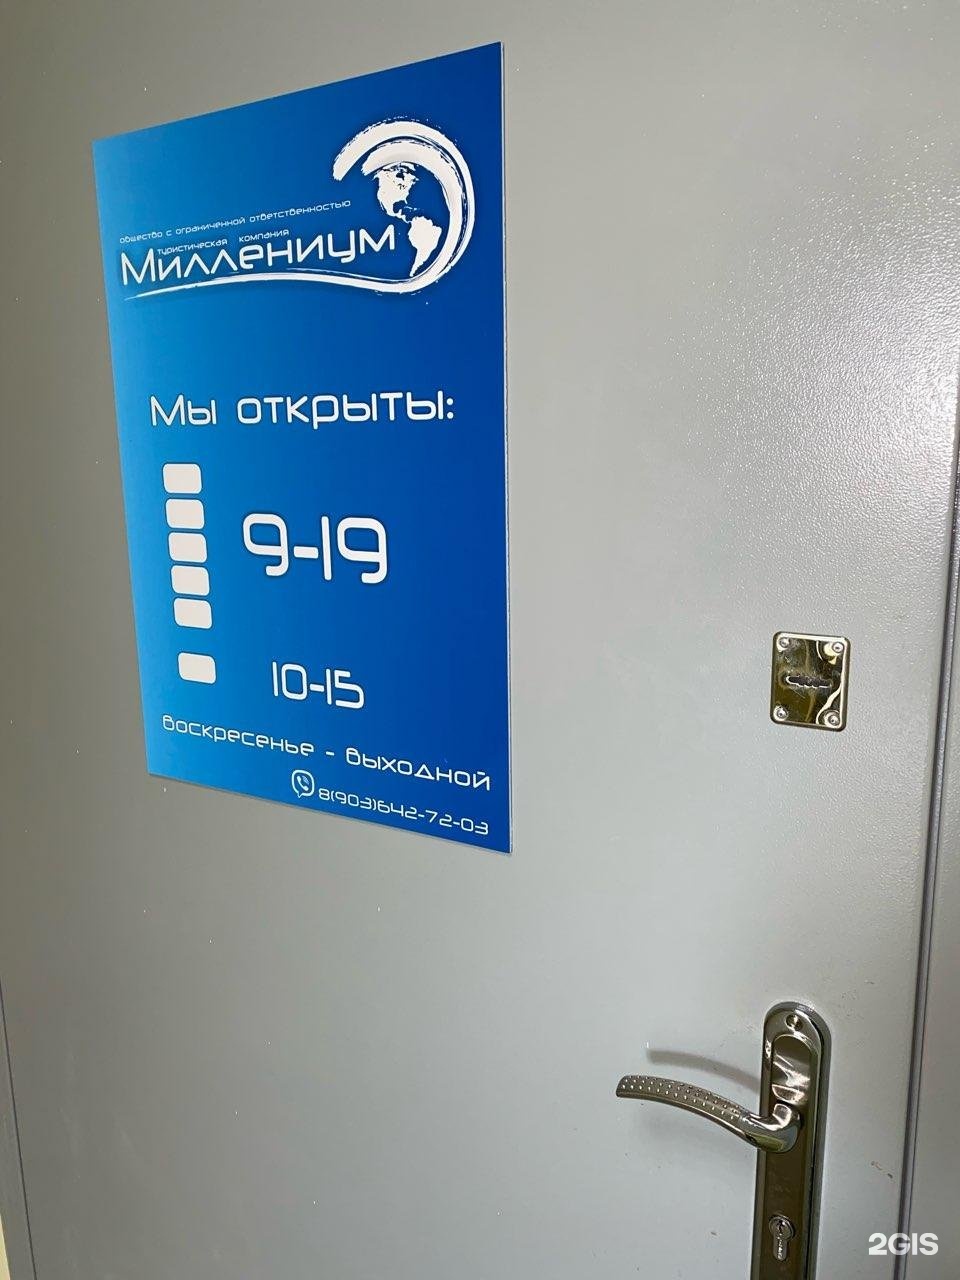 общество с ограниченной ответственностью
туристическая компания
Миллениум
Мы открыты:
9-19
10-15
воскресенье - выходной
8(903)642-72-03
2GIS